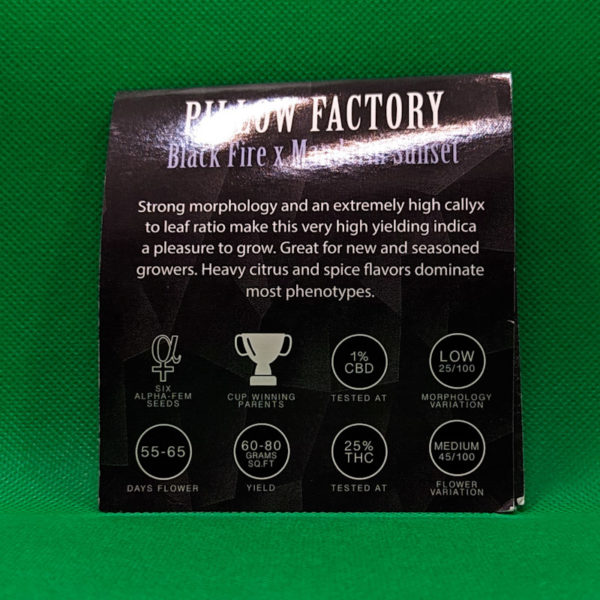 PILLOW FACTORY
Black Fire x Mandarin Sunset
Strong morphology and an extremely high callyx
to leaf ratio make this very high yielding indica
a pleasure to grow. Great for new and seasoned
growers. Heavy citrus and spice flavors dominate
most phenotypes.
SIX
ALPHA-FEM
SEEDS
CUP WINNING
PARENTS
1%
CBD
TESTED AT
LOW
25/100
MORPHOLOGY
VARIATION
55-65
DAYS FLOWER
60-80
GRAMS
SQ.FT
YIELD
25%
THC
TESTED AT
MEDIUM
45/100
FLOWER
VARIATION